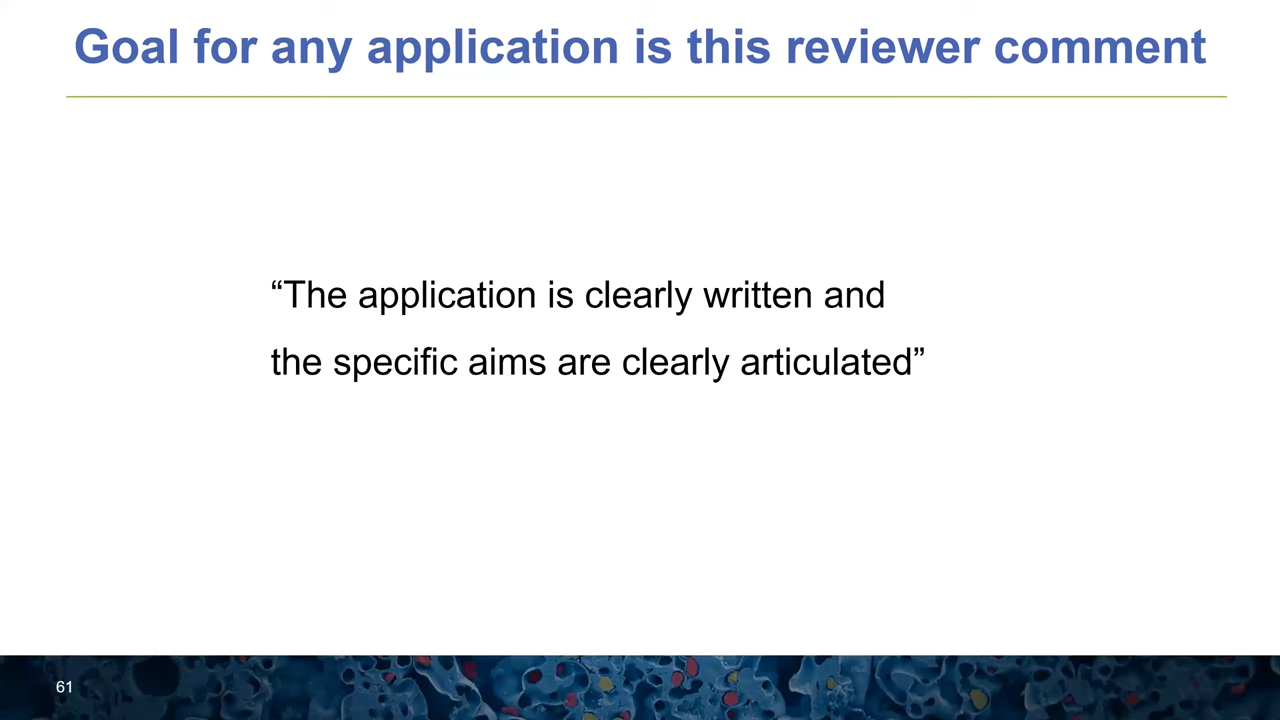 Goal for any application is this reviewer comment
“The application is clearly written and
the specific aims are clearly articulated”
61